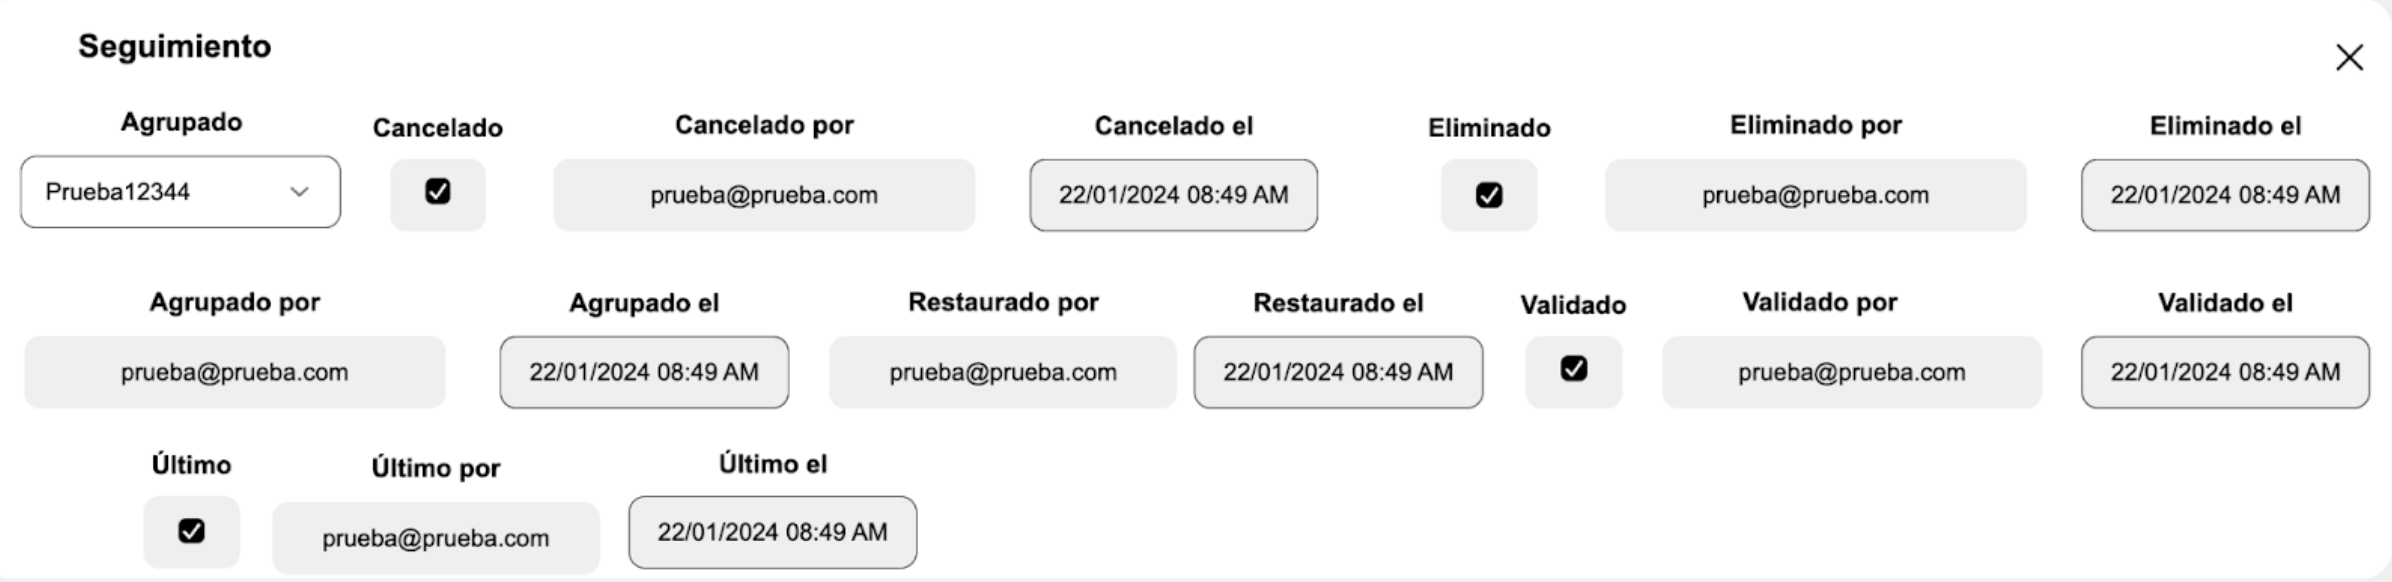 Seguimiento
Agrupado Cancelado Cancelado por Cancelado el Eliminado Eliminado por Eliminado el
Prueba12344 prueba@prueba.com 22/01/2024 08:49 AM prueba@prueba.com 22/01/2024 08:49 AM
Agrupado por Agrupado el Restaurado por Restaurado el Validado Validado por Validado el
prueba@prueba.com 22/01/2024 08:49 AM prueba@prueba.com 22/01/2024 08:49 AM prueba@prueba.com 22/01/2024 08:49 AM
Último Último por Último el
prueba@prueba.com 22/01/2024 08:49 AM